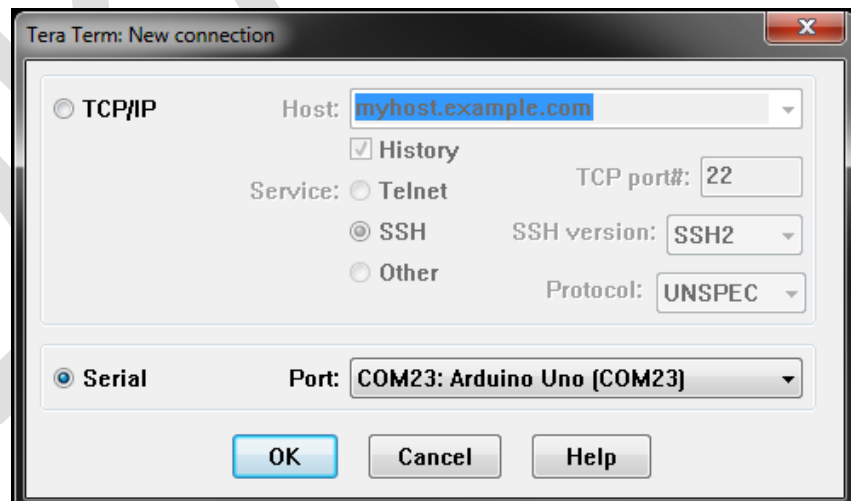 Tera Term: New connection
TCP/IP
Host: myhost.example.com
History
Service: Telnet
TCP port#: 22
SSH
SSH version: SSH2
Other
Protocol: UNSPEC
Serial
Port: COM23: Arduino Uno (COM23)
OK Cancel Help